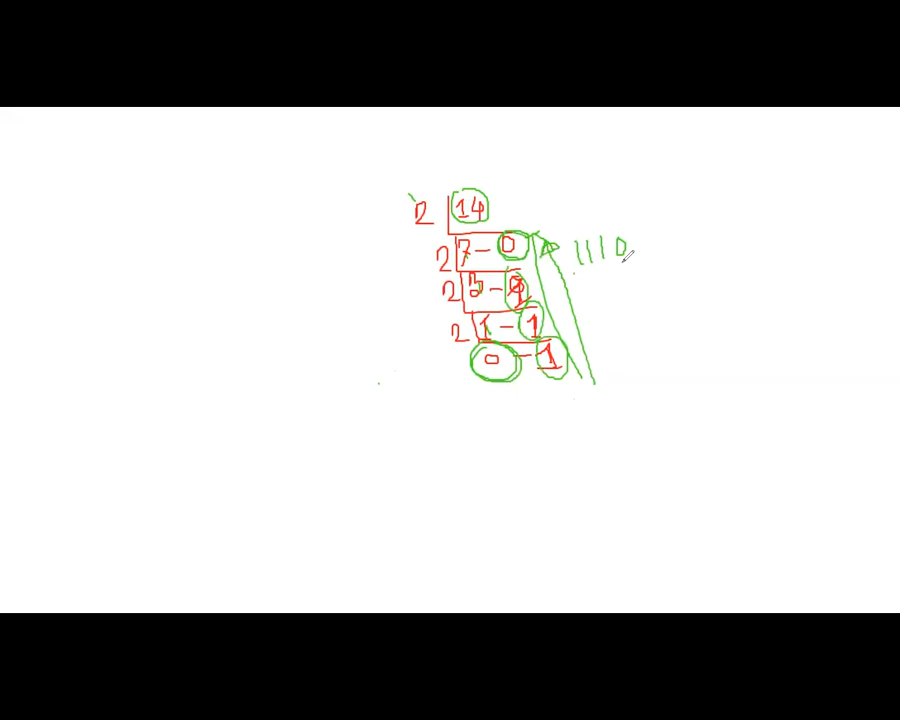 2 14
2 7 - 0 1110
2 3 - 1
2 1 - 1
0 - 1